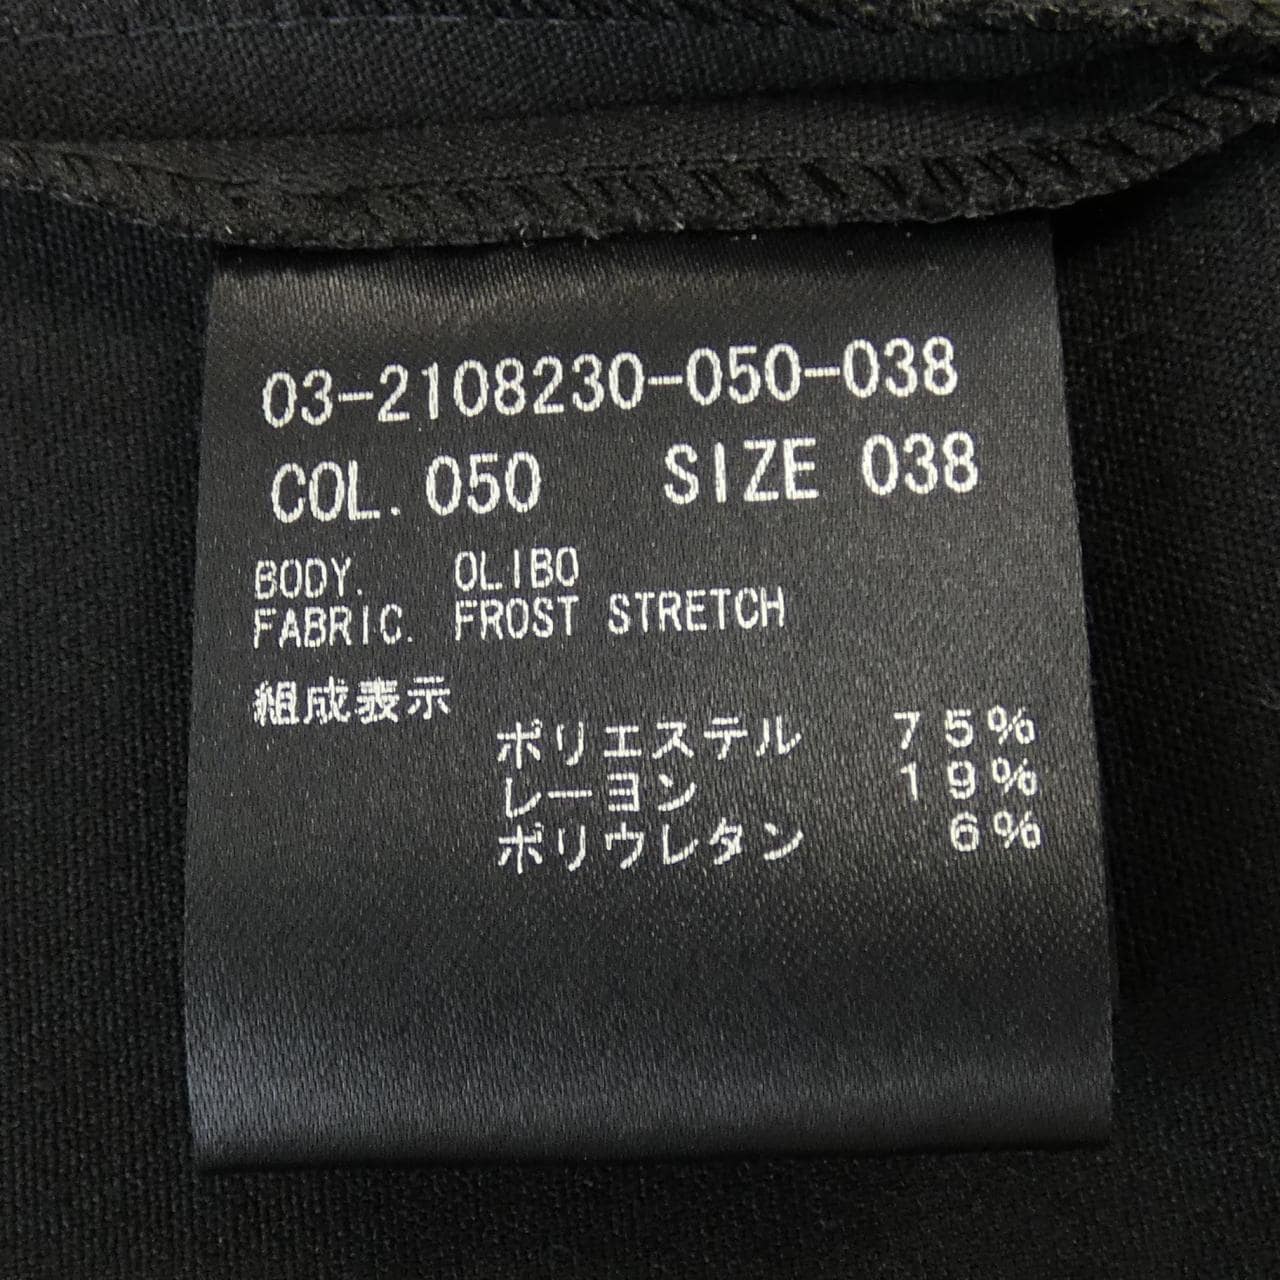 03-2108230-050-038
COL. 050 SIZE 038
BODY. OLIBO
FABRIC. FROST STRETCH
組成表示
ポリエステル 75%
レーヨン 19%
ポリウレタン 6%